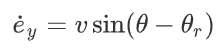 ė_y = v sin(θ − θ_r)